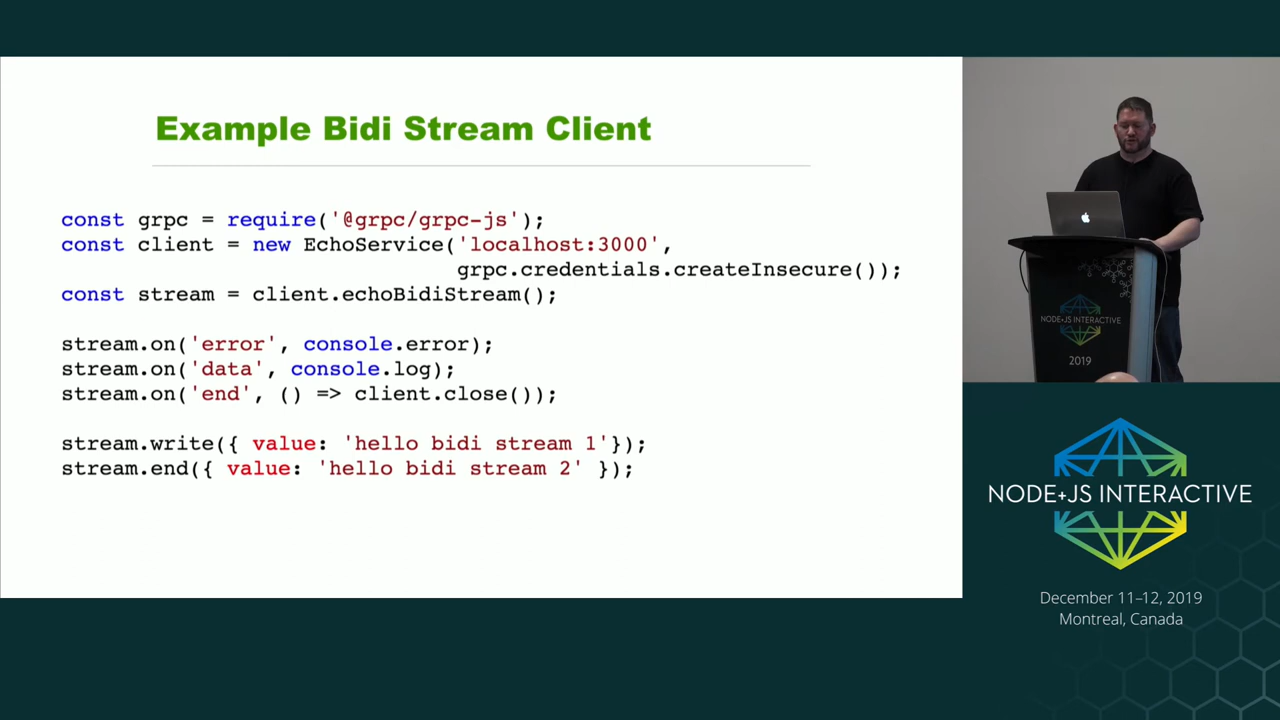 Example Bidi Stream Client
const grpc = require('@grpc/grpc-js');
const client = new EchoService('localhost:3000',
grpc.credentials.createInsecure());
const stream = client.echoBidiStream();
stream.on('error', console.error);
stream.on('data', console.log);
stream.on('end', () => client.close());
stream.write({ value: 'hello bidi stream 1'});
stream.end({ value: 'hello bidi stream 2' });
NODE+JS INTERACTIVE
2019
NODE+JS INTERACTIVE
December 11–12, 2019
Montreal, Canada